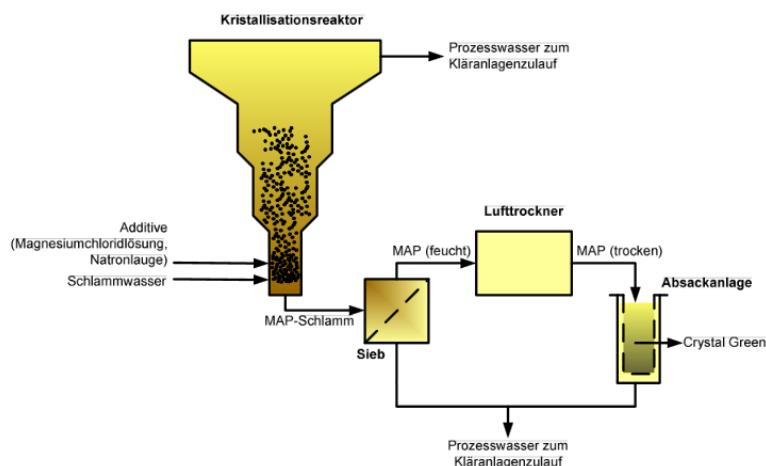 Kristallisationsreaktor
Prozesswasser zum
Kläranlagenzulauf
Additive
(Magnesiumchloridlösung,
Natronlauge)
Schlammwasser
MAP-Schlamm
Sieb
MAP (feucht)
Lufttrockner
MAP (trocken)
Absackanlage
Crystal Green
Prozesswasser zum
Kläranlagenzulauf